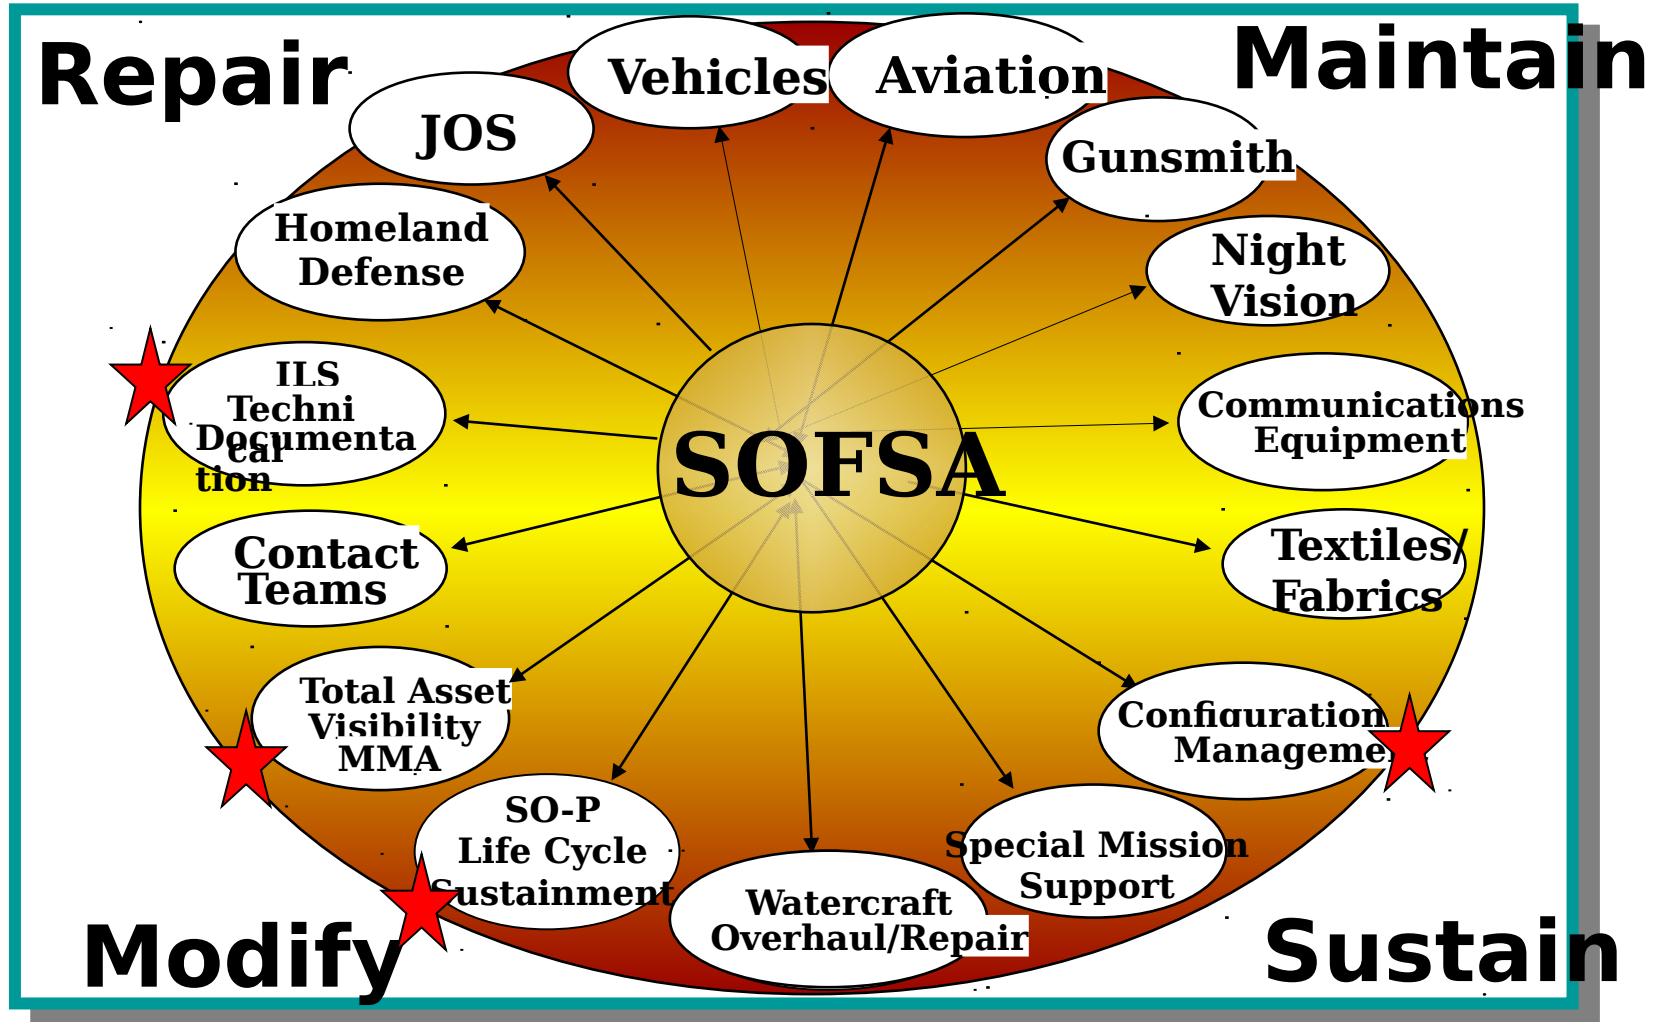 Repair
Maintain
Vehicles
Aviation
JOS
Gunsmith
Homeland
Defense
Night
Vision
ILS
Techni
cal
Documenta
tion
Communications
Equipment
SOFSA
Contact
Teams
Textiles/
Fabrics
Total Asset
Visibility
MMA
Configuration
SO-P
Life Cycle
Sustainment
Special Mission
Support
Watercraft
Overhaul/Repair
Modify
Sustain